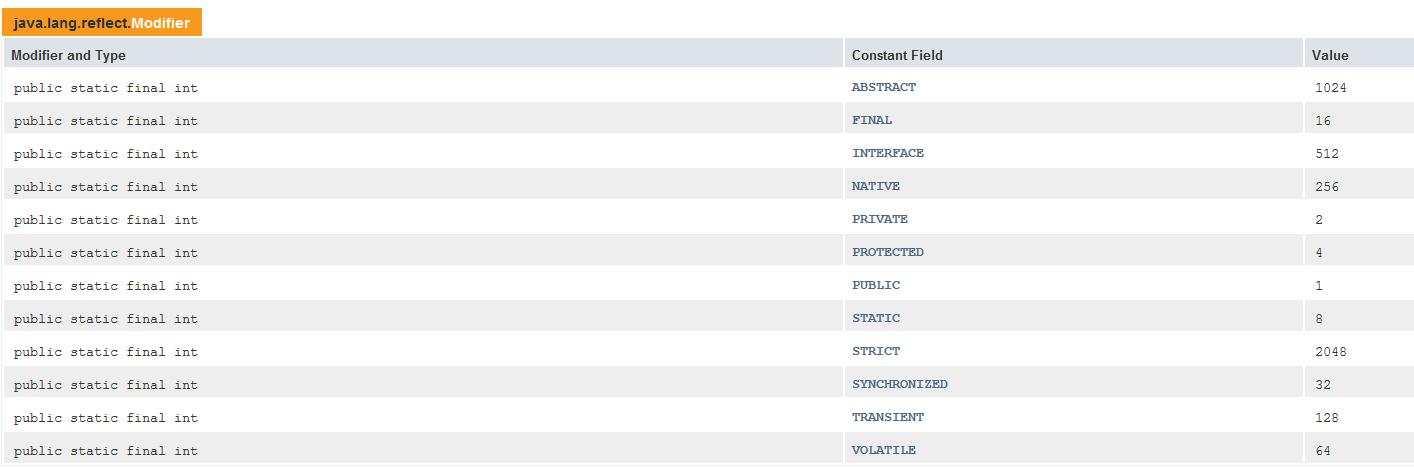 java.lang.reflect.Modifier
Modifier and Type Constant Field Value
public static final int ABSTRACT 1024
public static final int FINAL 16
public static final int INTERFACE 512
public static final int NATIVE 256
public static final int PRIVATE 2
public static final int PROTECTED 4
public static final int PUBLIC 1
public static final int STATIC 8
public static final int STRICT 2048
public static final int SYNCHRONIZED 32
public static final int TRANSIENT 128
public static final int VOLATILE 64